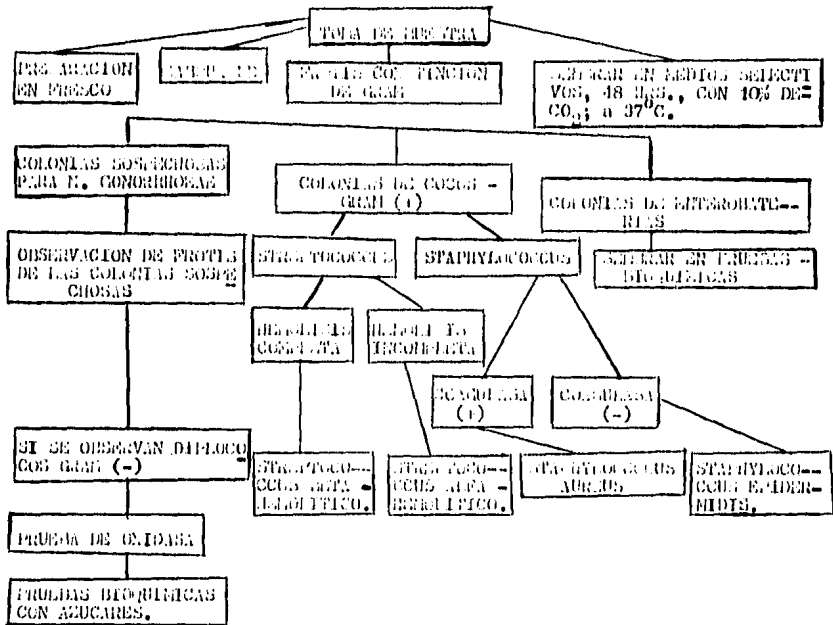 TOMA DE MUESTRA
PREPARACION
EN FRESCO
FROTIS CON TINCION
DE GRAM
SEMBRAR EN MEDIOS SELECTI
VOS, 48 HRS., CON 10% DE
CO2; a 37°C.
COLONIAS SOSPECHOSAS
PARA N. GONORRHOEAE
COLONIAS DE COCOS -
GRAM (+)
COLONIAS DE ENTEROBATE--
RIAS
OBSERVACION DE FROTIS
DE LAS COLONIAS SOSPE
CHOSAS
STREPTOCOCCUS
STAPHYLOCOCCUS
SEMBRAR EN PRUEBAS -
BIOQUIMICAS
HEMOLISIS
COMPLETA
HEMOLISIS
INCOMPLETA
COAGULASA
(+)
COAGULASA
(-)
SI SE OBSERVAN DIPLOCO
COS GRAM (-)
STREPTOCO--
CCUS BETA -
HEMOLITICO.
STREPTOCO--
CCUS ALFA-
HEMOLITICO.
STAPHYLOCOCCUS
AUREUS
STAPHYLOCO-
CCUS EPIDER-
MIDIS.
PRUEBA DE OXIDASA
PRUEBAS BIOQUIMICAS
CON AZUCARES.